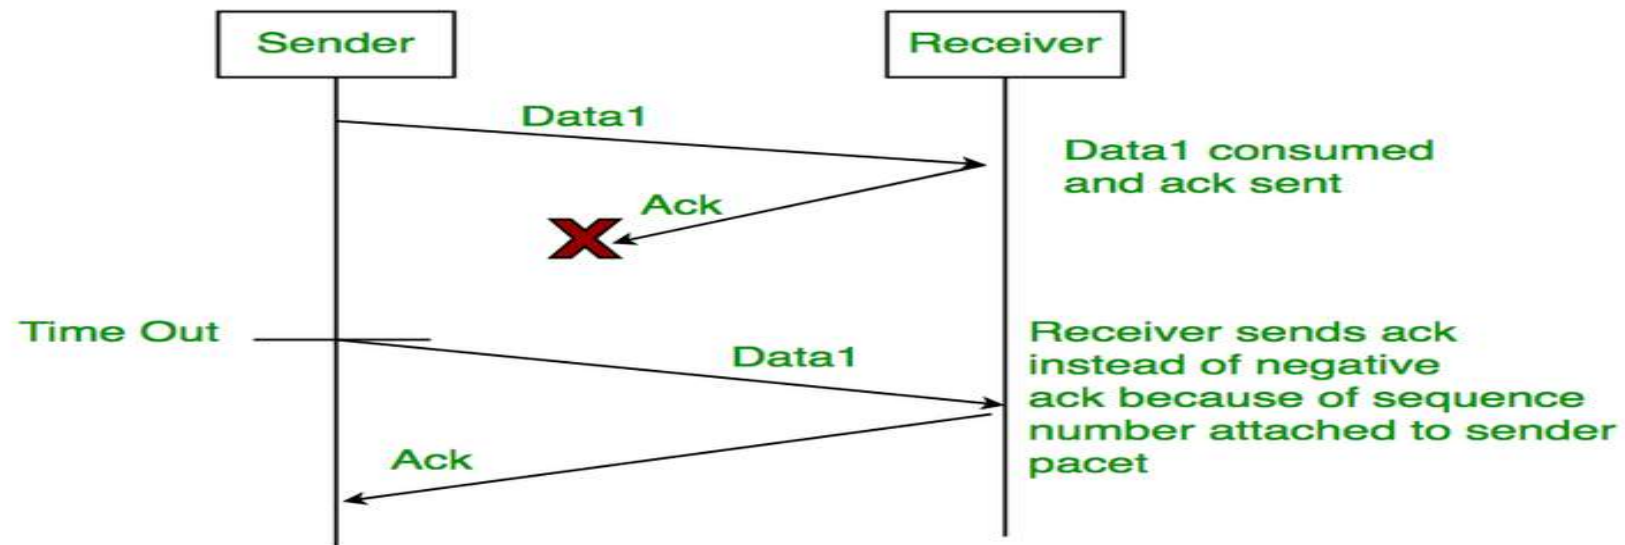 Sender
Receiver
Data1
Data1 consumed
and ack sent
Ack
Time Out
Data1
Receiver sends ack
instead of negative
ack because of sequence
number attached to sender
pacet
Ack